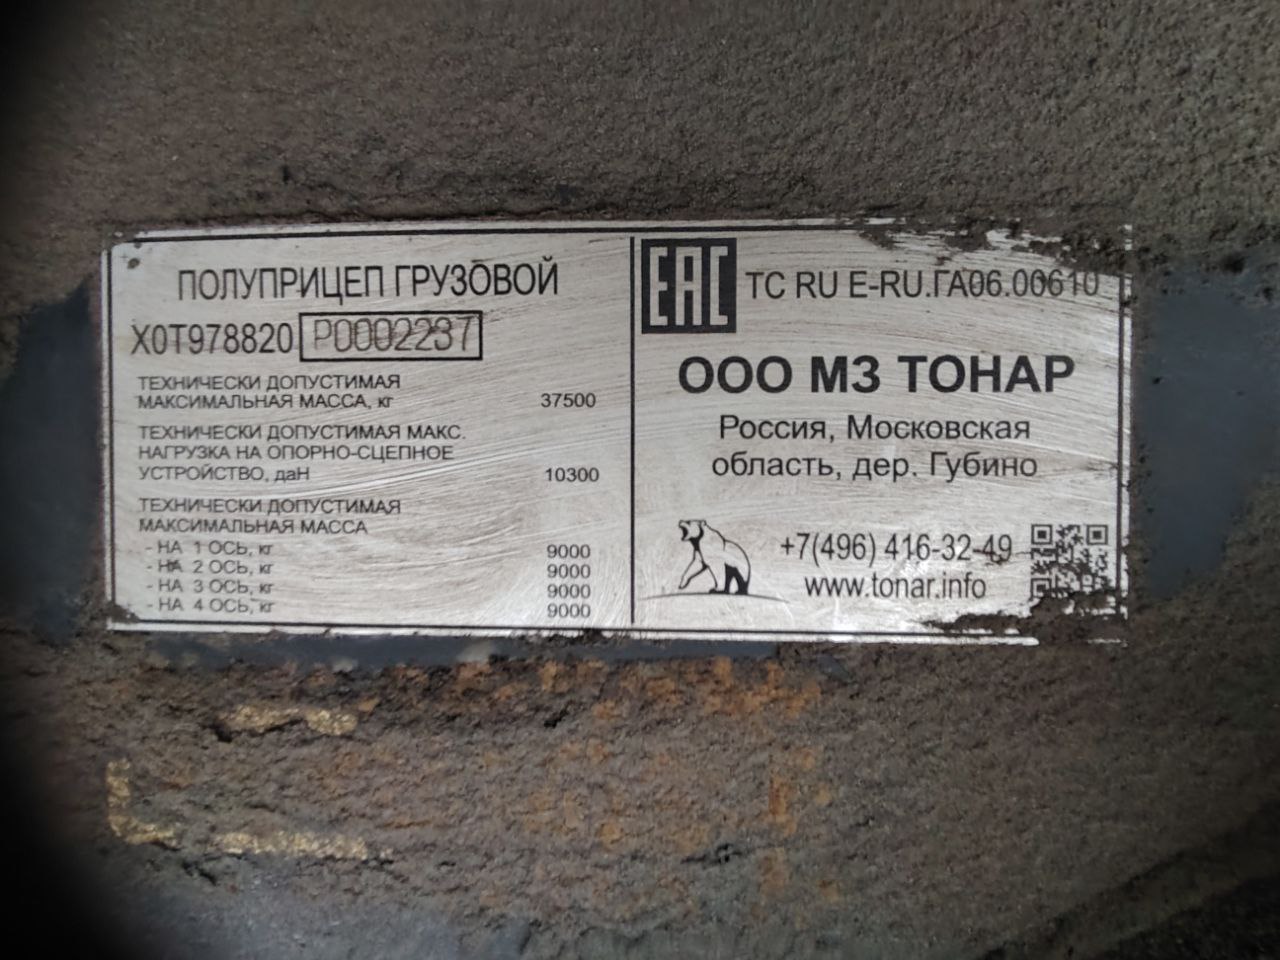 ПОЛУПРИЦЕП ГРУЗОВОЙ
X0T978820 P0002237
ТЕХНИЧЕСКИ ДОПУСТИМАЯ
МАКСИМАЛЬНАЯ МАССА, кг 37500
ТЕХНИЧЕСКИ ДОПУСТИМАЯ МАКС.
НАГРУЗКА НА ОПОРНО-СЦЕПНОЕ
УСТРОЙСТВО, даН 10300
ТЕХНИЧЕСКИ ДОПУСТИМАЯ
МАКСИМАЛЬНАЯ МАССА
- НА 1 ОСЬ, кг 9000
- НА 2 ОСЬ, кг 9000
- НА 3 ОСЬ, кг 9000
- НА 4 ОСЬ, кг 9000
EAC ТС RU E-RU.ГА06.00610
ООО МЗ ТОНАР
Россия, Московская
область, дер. Губино
+7(496) 416-32-49
www.tonar.info